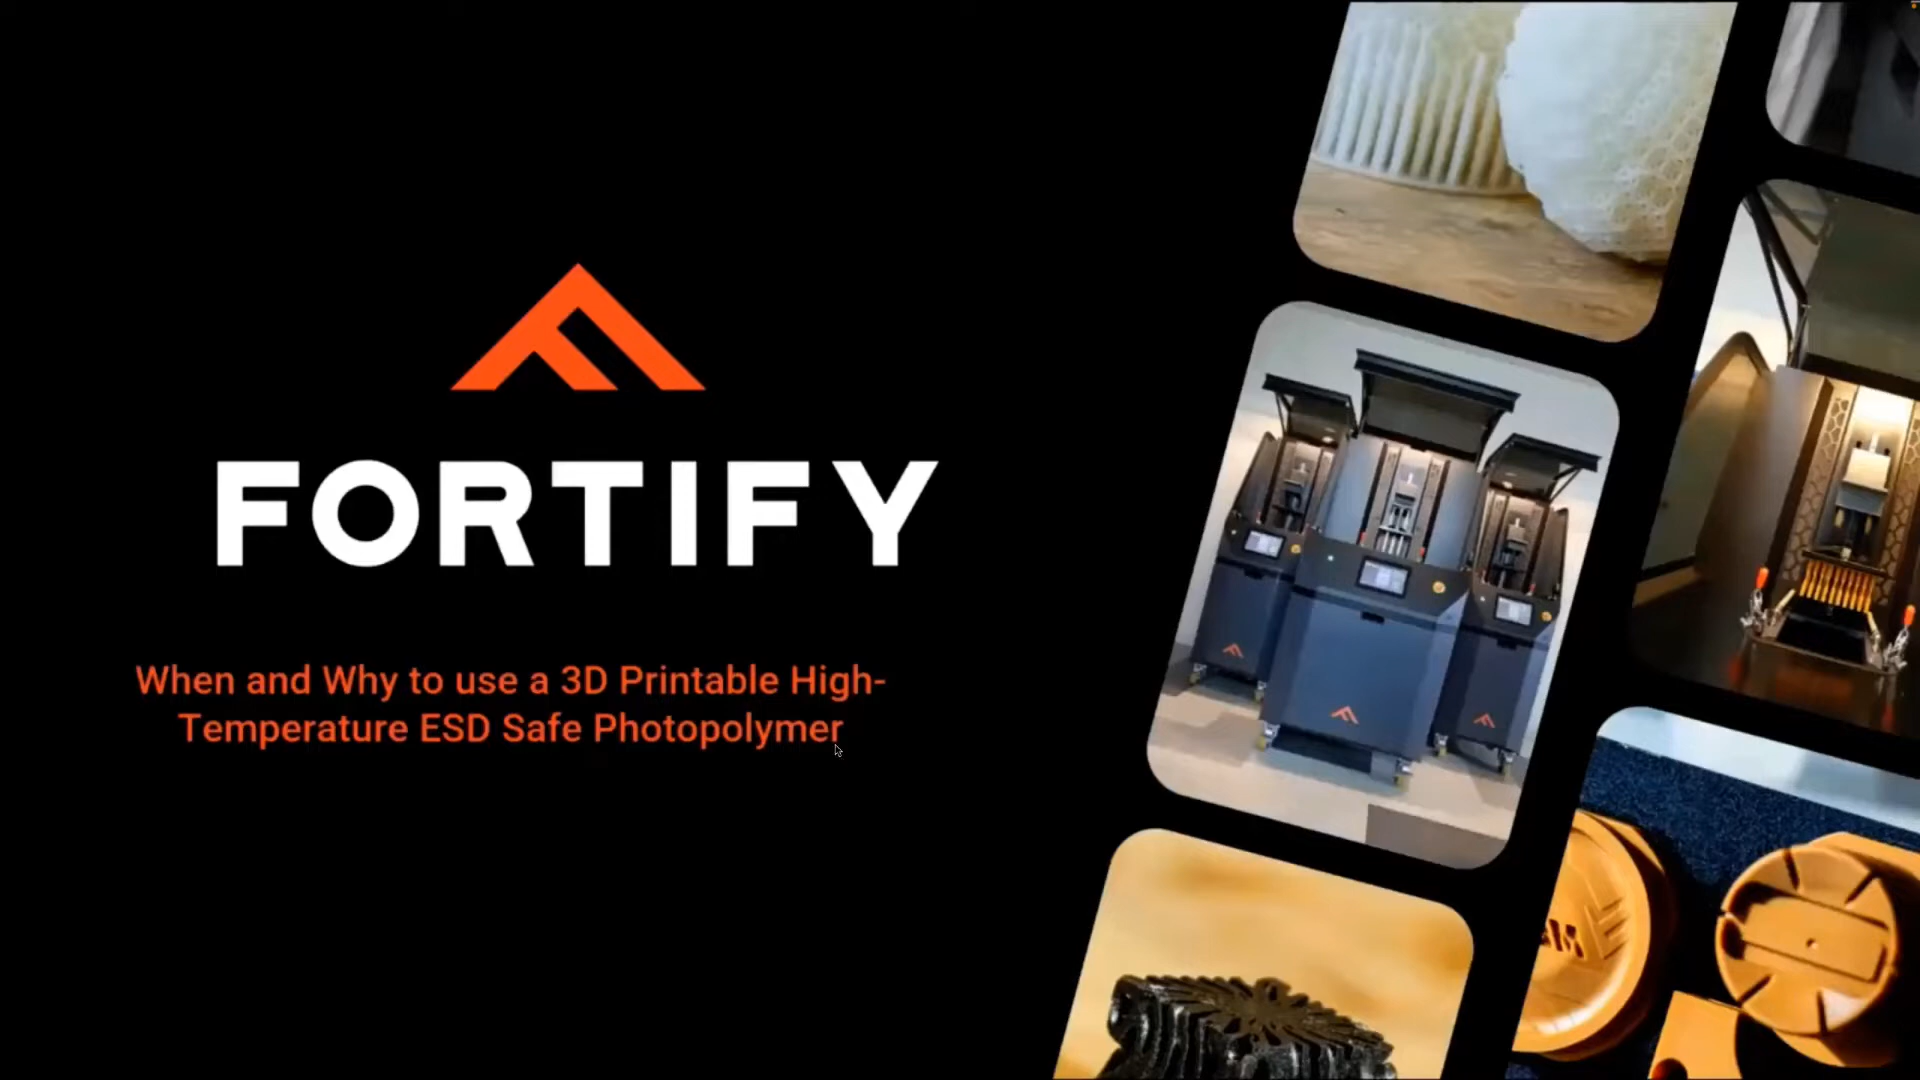 FORTIFY
When and Why to use a 3D Printable High-
Temperature ESD Safe Photopolymer